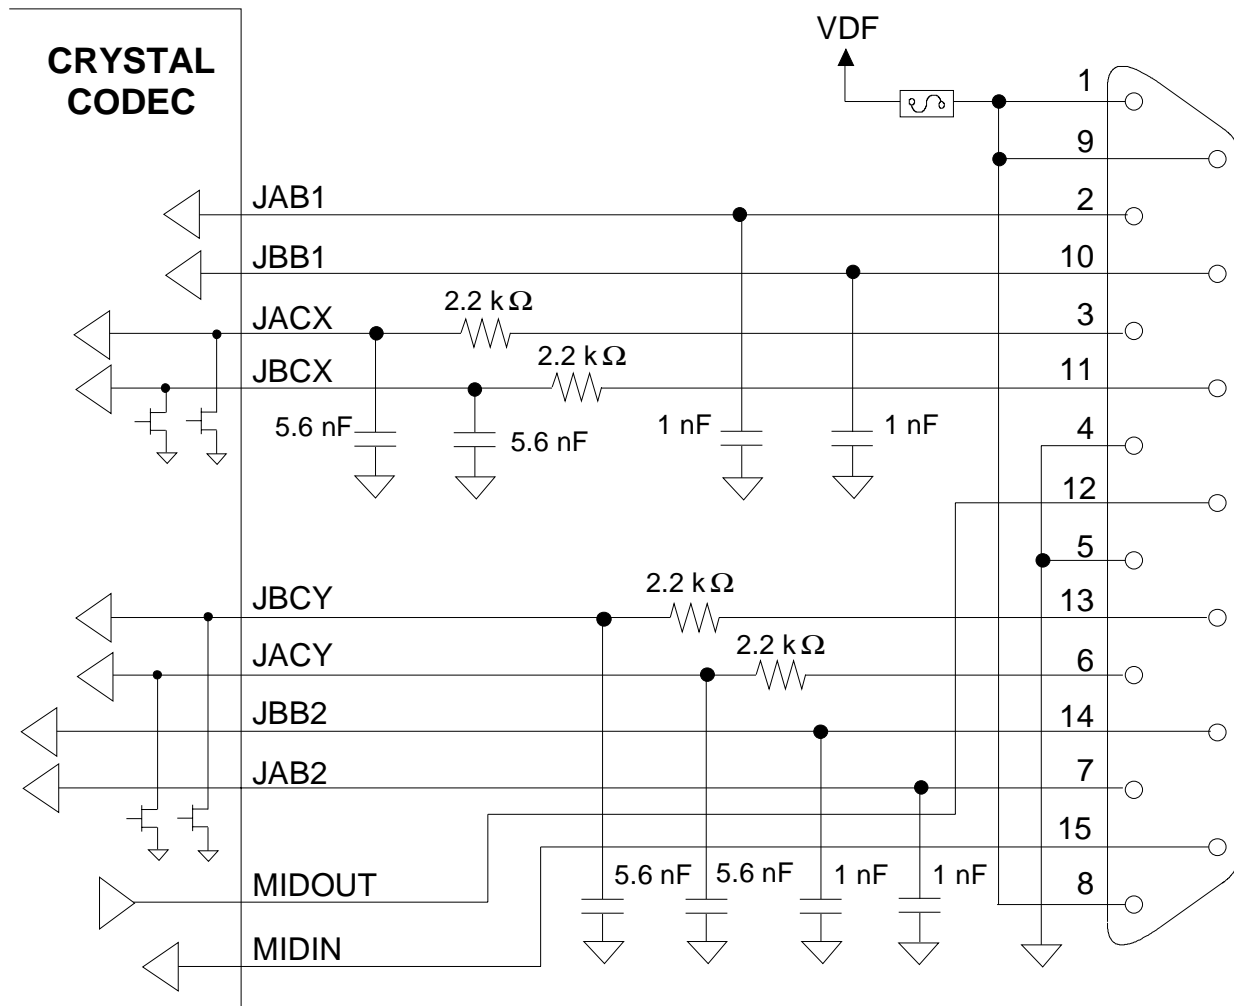 CRYSTAL
CODEC
VDF
1
9
JAB1
2
JBB1
10
JACX
2.2 kΩ
3
JBCX
2.2 kΩ
11
5.6 nF
5.6 nF
1 nF
1 nF
4
12
5
JBCY
2.2 kΩ
13
JACY
2.2 kΩ
6
JBB2
14
JAB2
7
15
MIDOUT
5.6 nF
5.6 nF
1 nF
1 nF
8
MIDIN